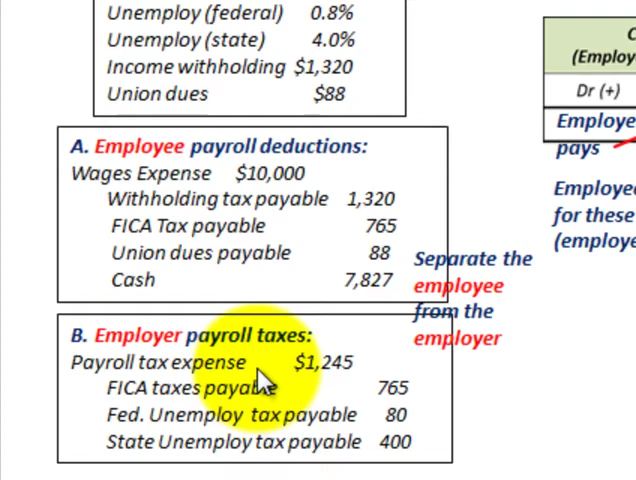 Unemploy (federal) 0.8%
Unemploy (state) 4.0%
Income withholding $1,320
Union dues $88
A. Employee payroll deductions:
Wages Expense $10,000
Withholding tax payable 1,320
FICA Tax payable 765
Union dues payable 88
Cash 7,827
Separate the
employee
from the
employer
B. Employer payroll taxes:
Payroll tax expense $1,245
FICA taxes payable 765
Fed. Unemploy tax payable 80
State Unemploy tax payable 400
C
(Employe
Dr (+)
Employe
pays
Employee
for these
(employe